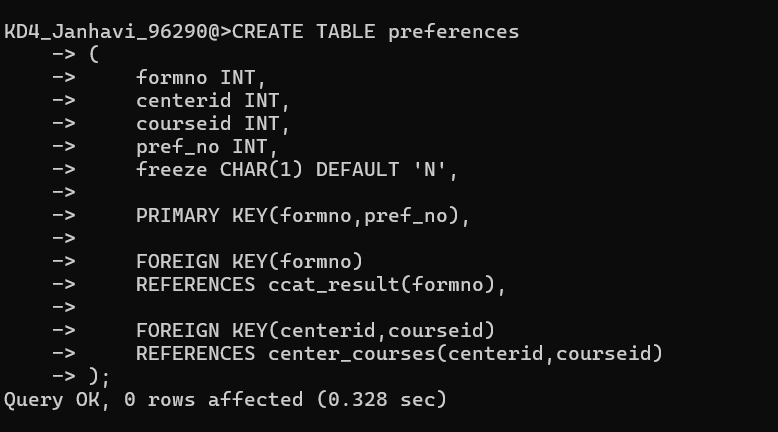 KD4_Janhavi_96290@>CREATE TABLE preferences
    -> (
    ->     formno INT,
    ->     centerid INT,
    ->     courseid INT,
    ->     pref_no INT,
    ->     freeze CHAR(1) DEFAULT 'N',
    ->
    ->     PRIMARY KEY(formno,pref_no),
    ->
    ->     FOREIGN KEY(formno)
    ->     REFERENCES ccat_result(formno),
    ->
    ->     FOREIGN KEY(centerid,courseid)
    ->     REFERENCES center_courses(centerid,courseid)
    -> );
Query OK, 0 rows affected (0.328 sec)